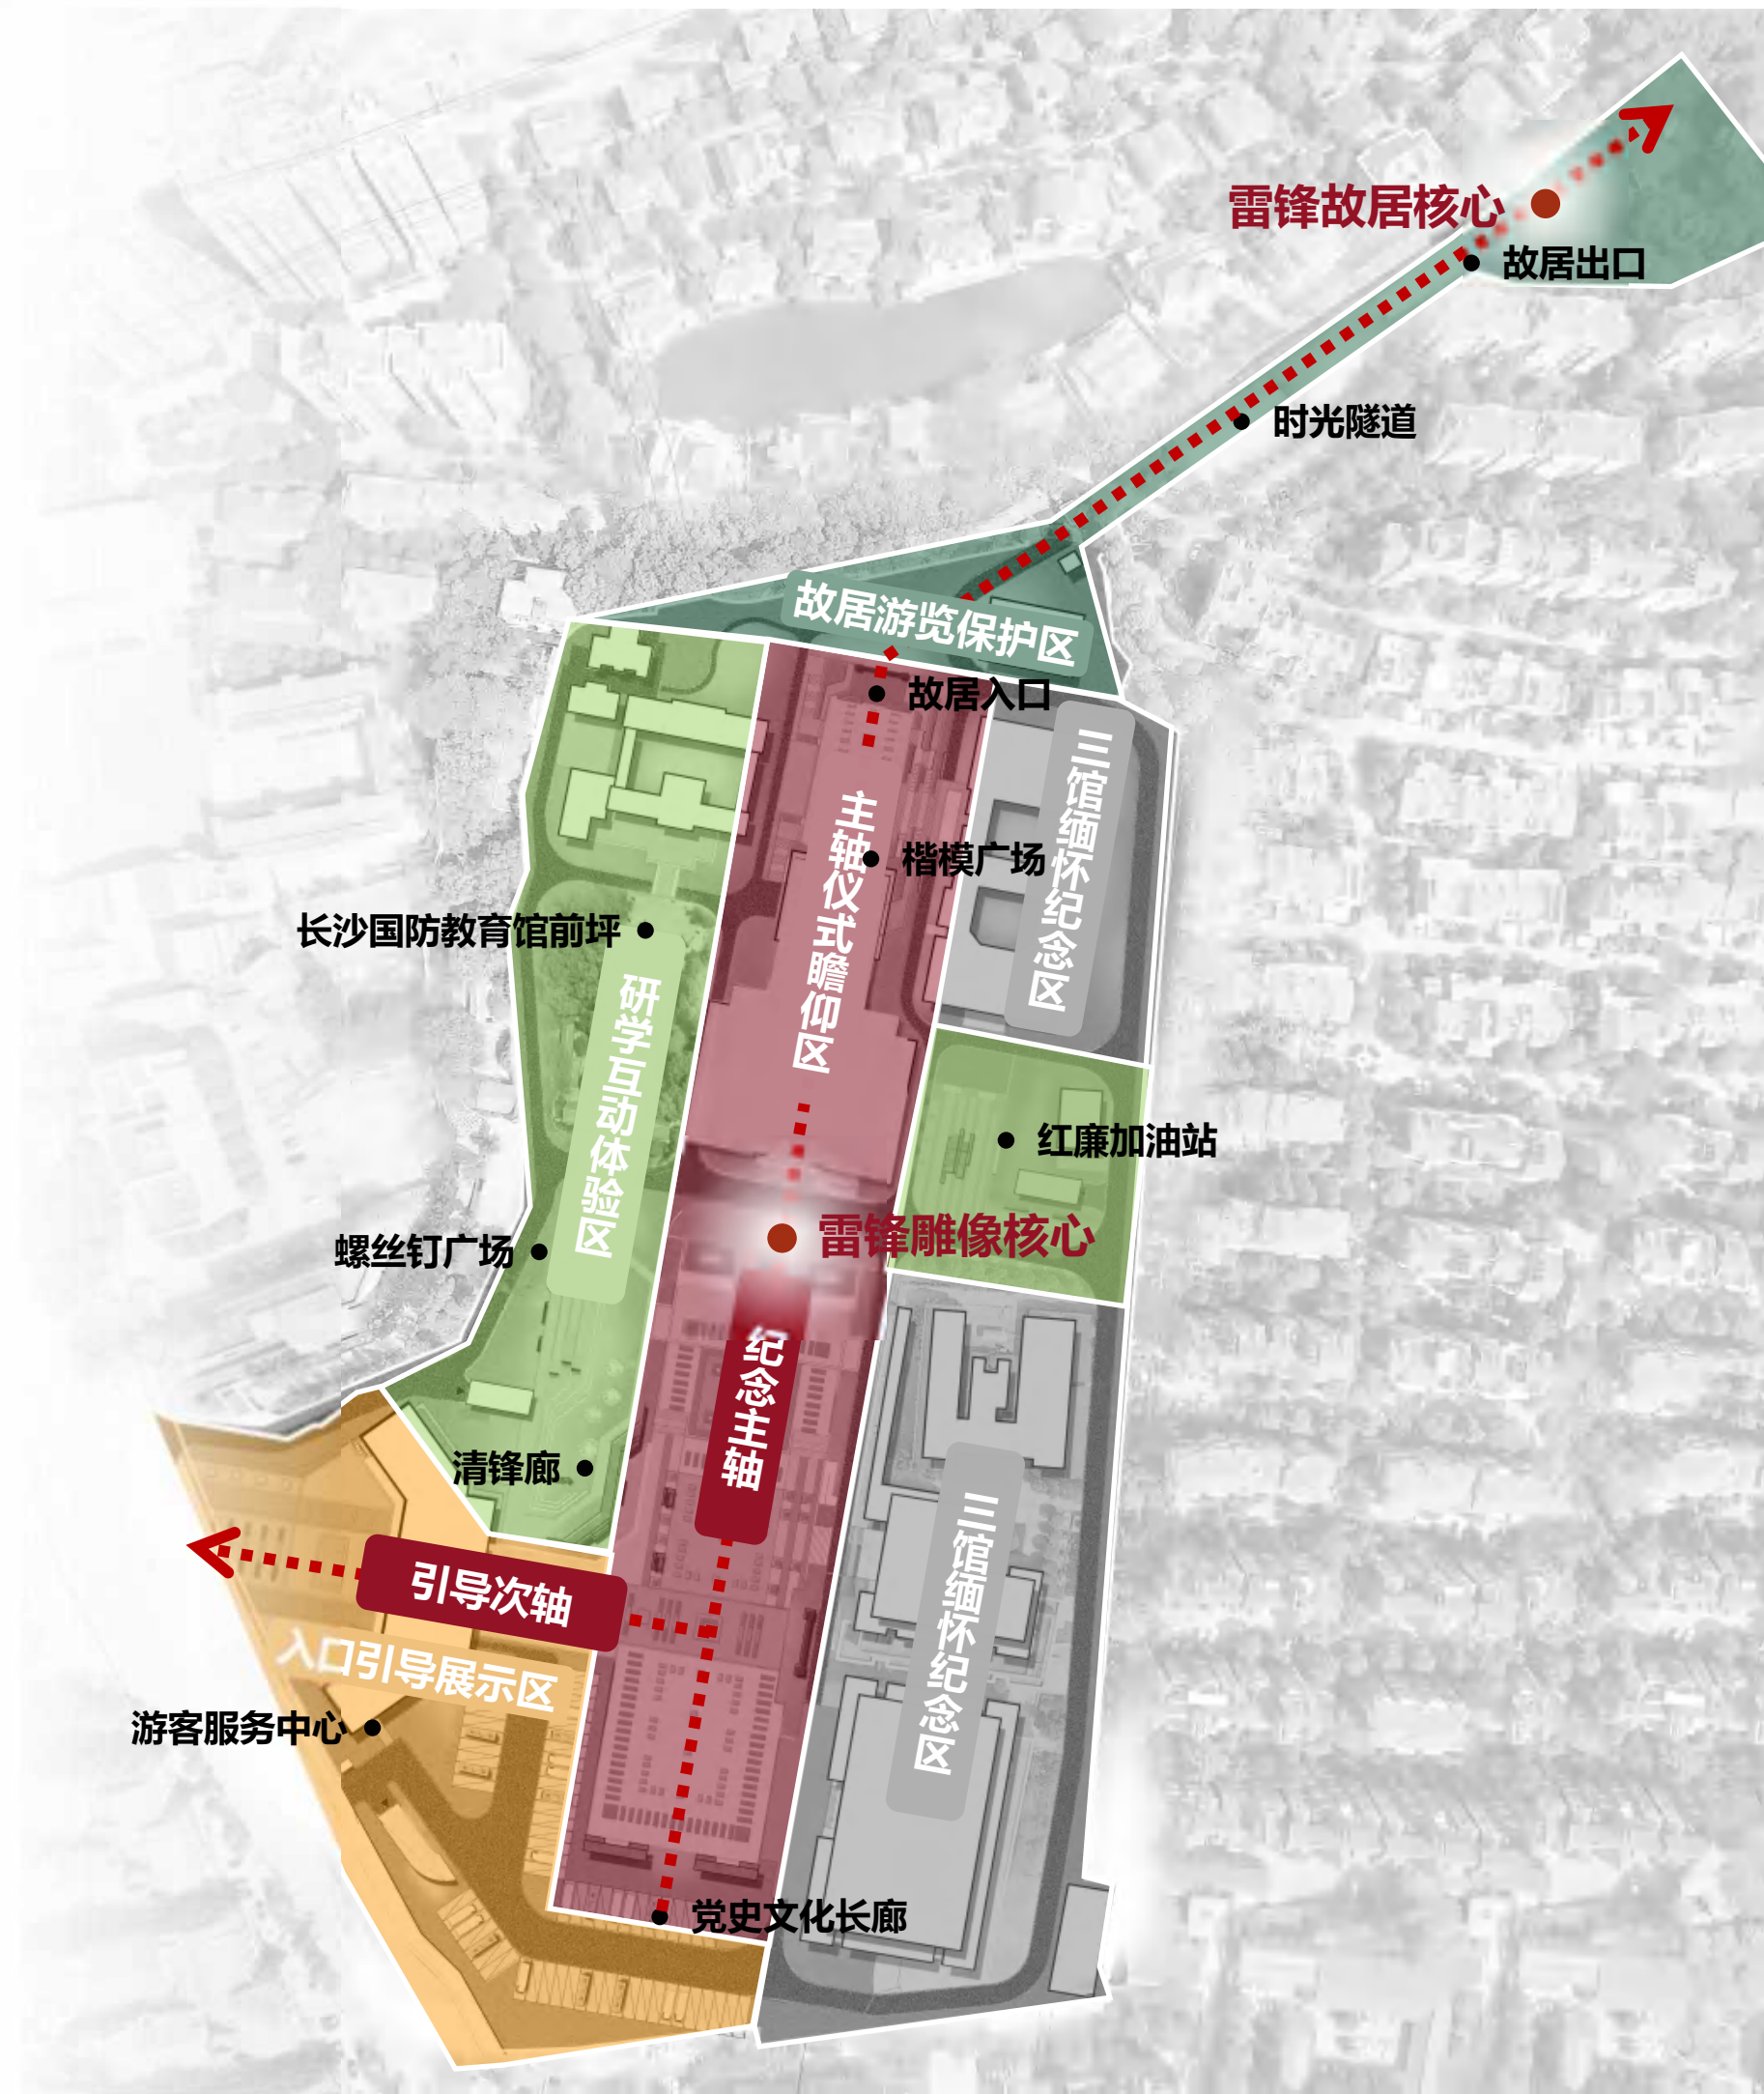 雷锋故居核心
故居出口
时光隧道
故居游览保护区
故居入口
三馆缅怀纪念区
主轴仪式瞻仰区
楷模广场
长沙国防教育馆前坪
研学互动体验区
红廉加油站
雷锋雕像核心
螺丝钉广场
纪念主轴
清锋廊
三馆缅怀纪念区
引导次轴
入口引导展示区
游客服务中心
党史文化长廊